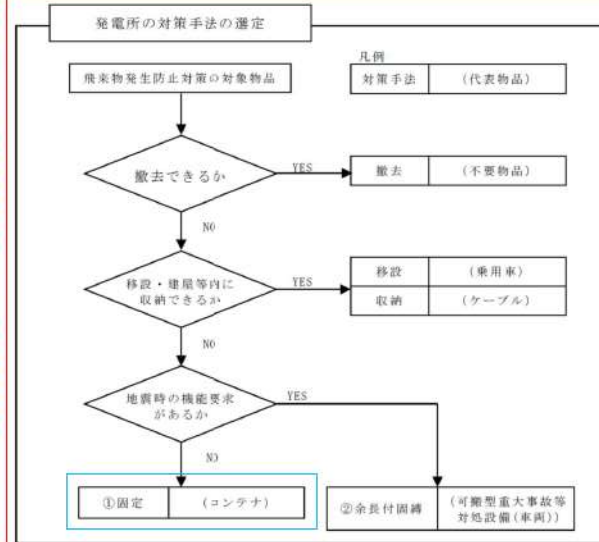 発電所の対策手法の選定
飛来物発生防止対策の対象物品
凡例
対策手法
(代表物品)
撤去できるか
YES
撤去
(不要物品)
NO
移設・建屋等内に
収納できるか
YES
移設
(乗用車)
収納
(ケーブル)
NO
地震時の機能要求
があるか
YES
NO
①固定
(コンテナ)
②余長付固縛
(可搬型重大事故等
対処設備(車両))